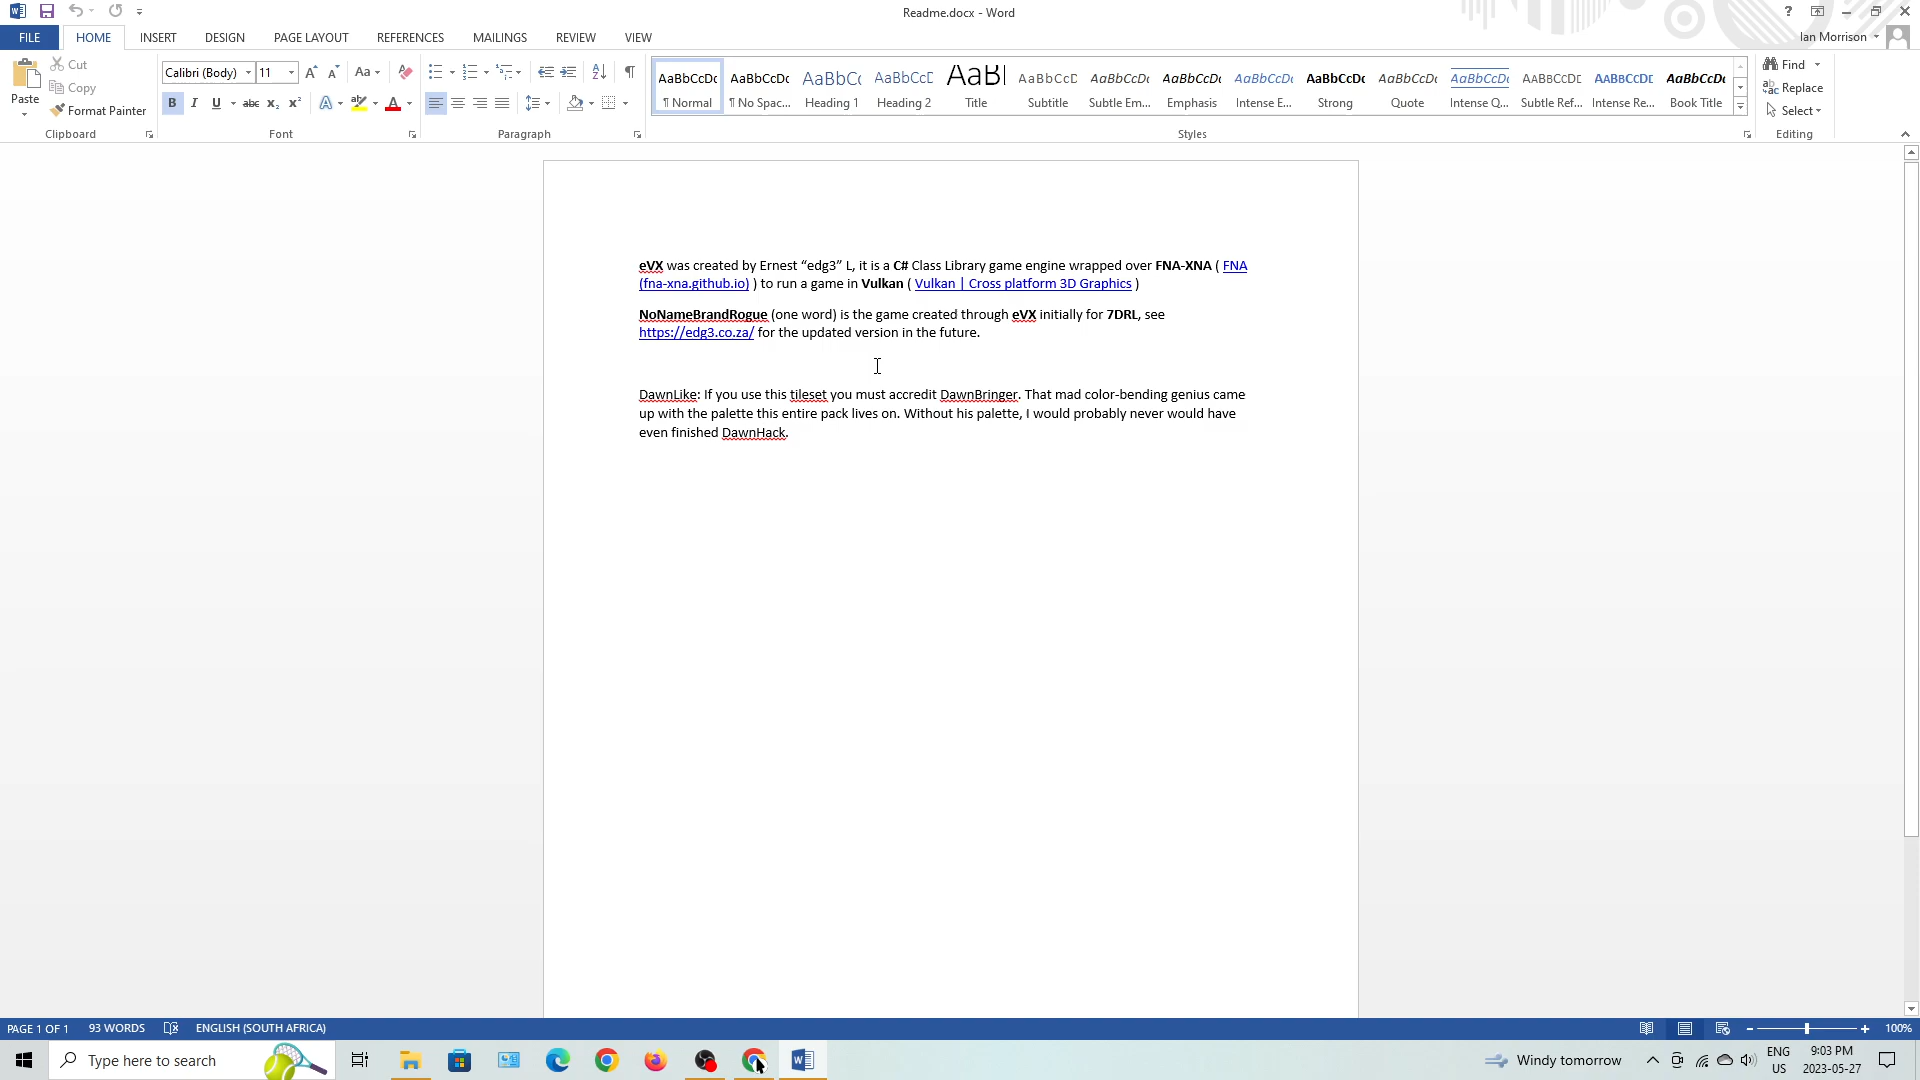 Readme.docx - Word
FILE HOME INSERT DESIGN PAGE LAYOUT REFERENCES MAILINGS REVIEW VIEW
Ian Morrison
Paste
Cut
Copy
Format Painter
Clipboard
Calibri (Body) 11
Font
Paragraph
AaBbCcDc AaBbCcDc AaBbCc AaBbCcD AaBl AaBbCcD AaBbCcDc AaBbCcDc AaBbCcDc AaBbCcDc AaBbCcDc AaBbCcDc AABBCCDE AABBCCDE AaBbCcDc
¶ Normal ¶ No Spac... Heading 1 Heading 2 Title Subtitle Subtle Em... Emphasis Intense E... Strong Quote Intense Q... Subtle Ref... Intense Re... Book Title
Styles
Find
Replace
Select
Editing
eVX was created by Ernest “edg3” L, it is a C# Class Library game engine wrapped over FNA-XNA ( FNA
(fna-xna.github.io) ) to run a game in Vulkan ( Vulkan | Cross platform 3D Graphics )
NoNameBrandRogue (one word) is the game created through eVX initially for 7DRL, see
https://edg3.co.za/ for the updated version in the future.
DawnLike: If you use this tileset you must accredit DawnBringer. That mad color-bending genius came
up with the palette this entire pack lives on. Without his palette, I would probably never would have
even finished DawnHack.
PAGE 1 OF 1 93 WORDS ENGLISH (SOUTH AFRICA)
100%
Type here to search
Windy tomorrow
ENG
US
9:03 PM
2023-05-27